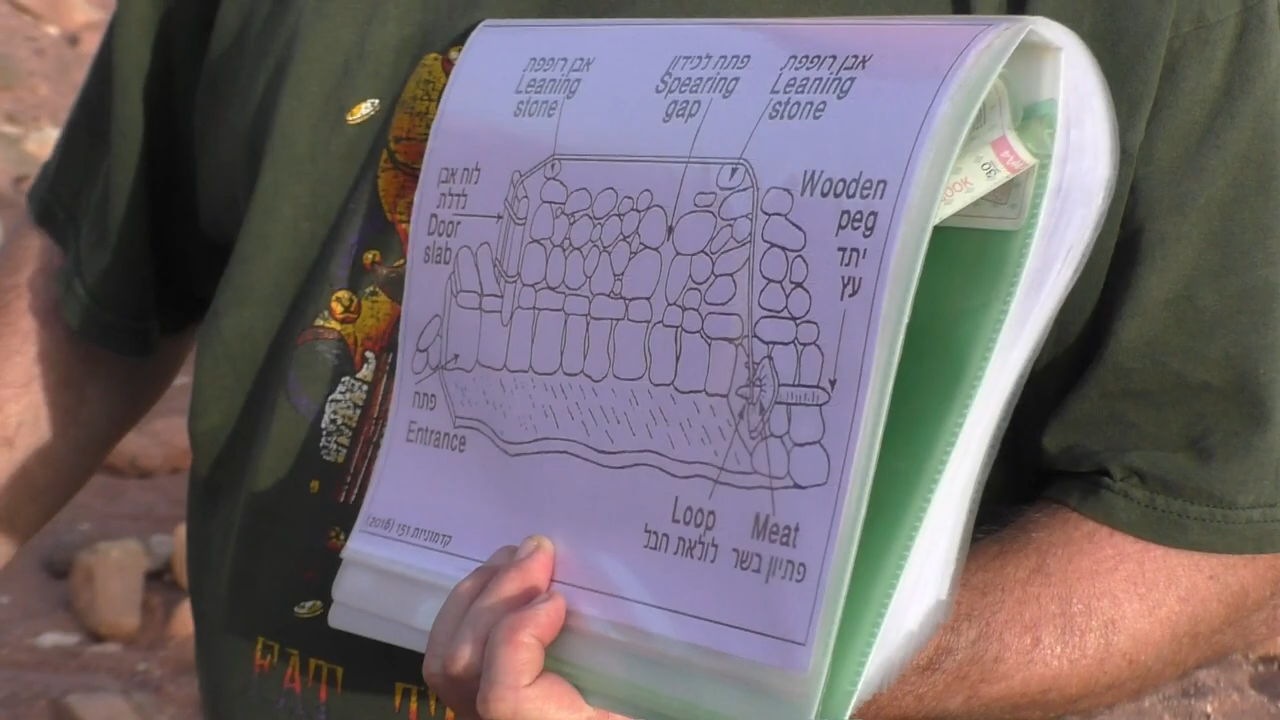 אבן רופפת
Leaning
stone
פתח לכידון
Spearing
gap
אבן רופפת
Leaning
stone
לוח אבן
לדלת
Door
slab
Wooden
peg
יתד
עץ
פתח
Entrance
Loop
לולאת חבל
Meat
פתיון בשר
קדמוניות 151 (2016)
FAT